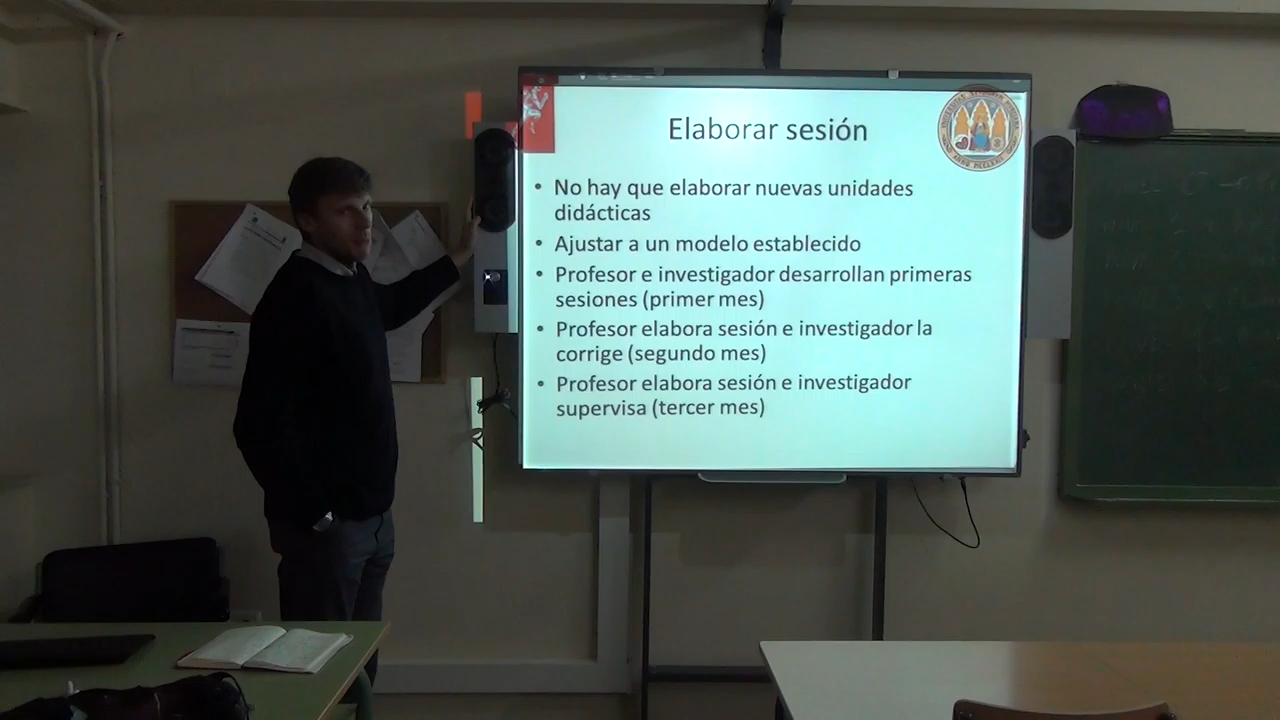 Elaborar sesión
• No hay que elaborar nuevas unidades
didácticas
• Ajustar a un modelo establecido
• Profesor e investigador desarrollan primeras
sesiones (primer mes)
• Profesor elabora sesión e investigador la
corrige (segundo mes)
• Profesor elabora sesión e investigador
supervisa (tercer mes)